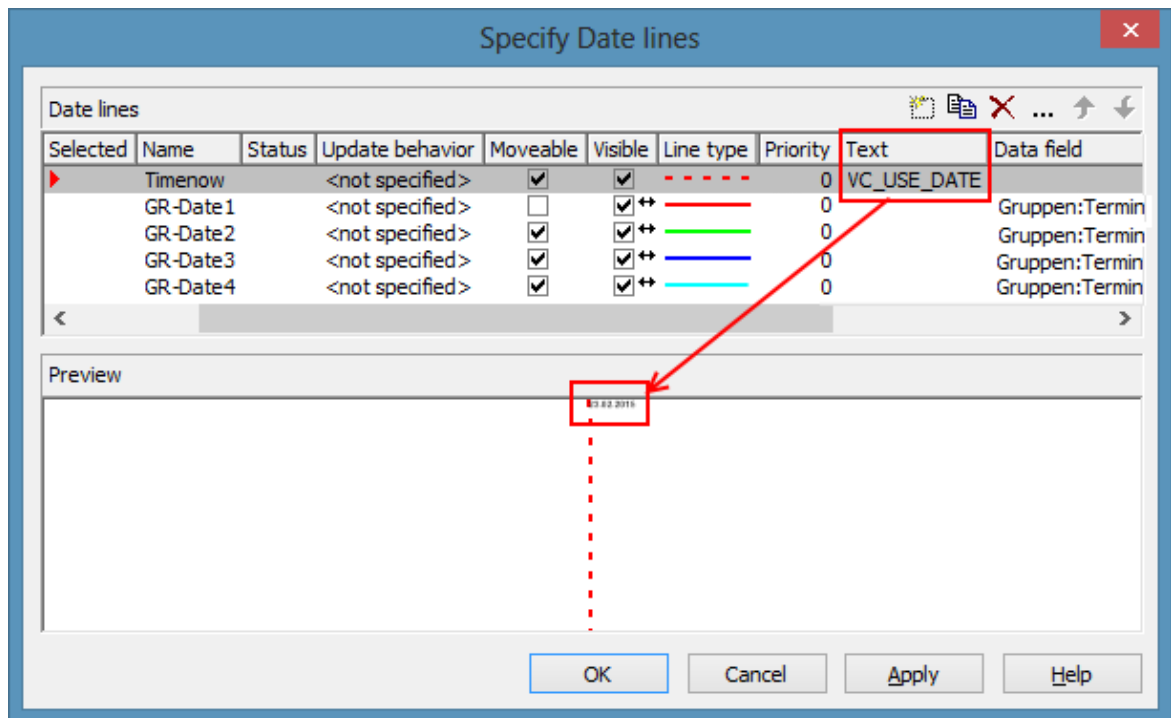 Specify Date lines
Date lines
...
Selected Name Status Update behavior Moveable Visible Line type Priority Text Data field
Timenow <not specified> 0 VC_USE_DATE
GR-Date1 <not specified> 0 Gruppen:Termin
GR-Date2 <not specified> 0 Gruppen:Termin
GR-Date3 <not specified> 0 Gruppen:Termin
GR-Date4 <not specified> 0 Gruppen:Termin
Preview
OK Cancel Apply Help